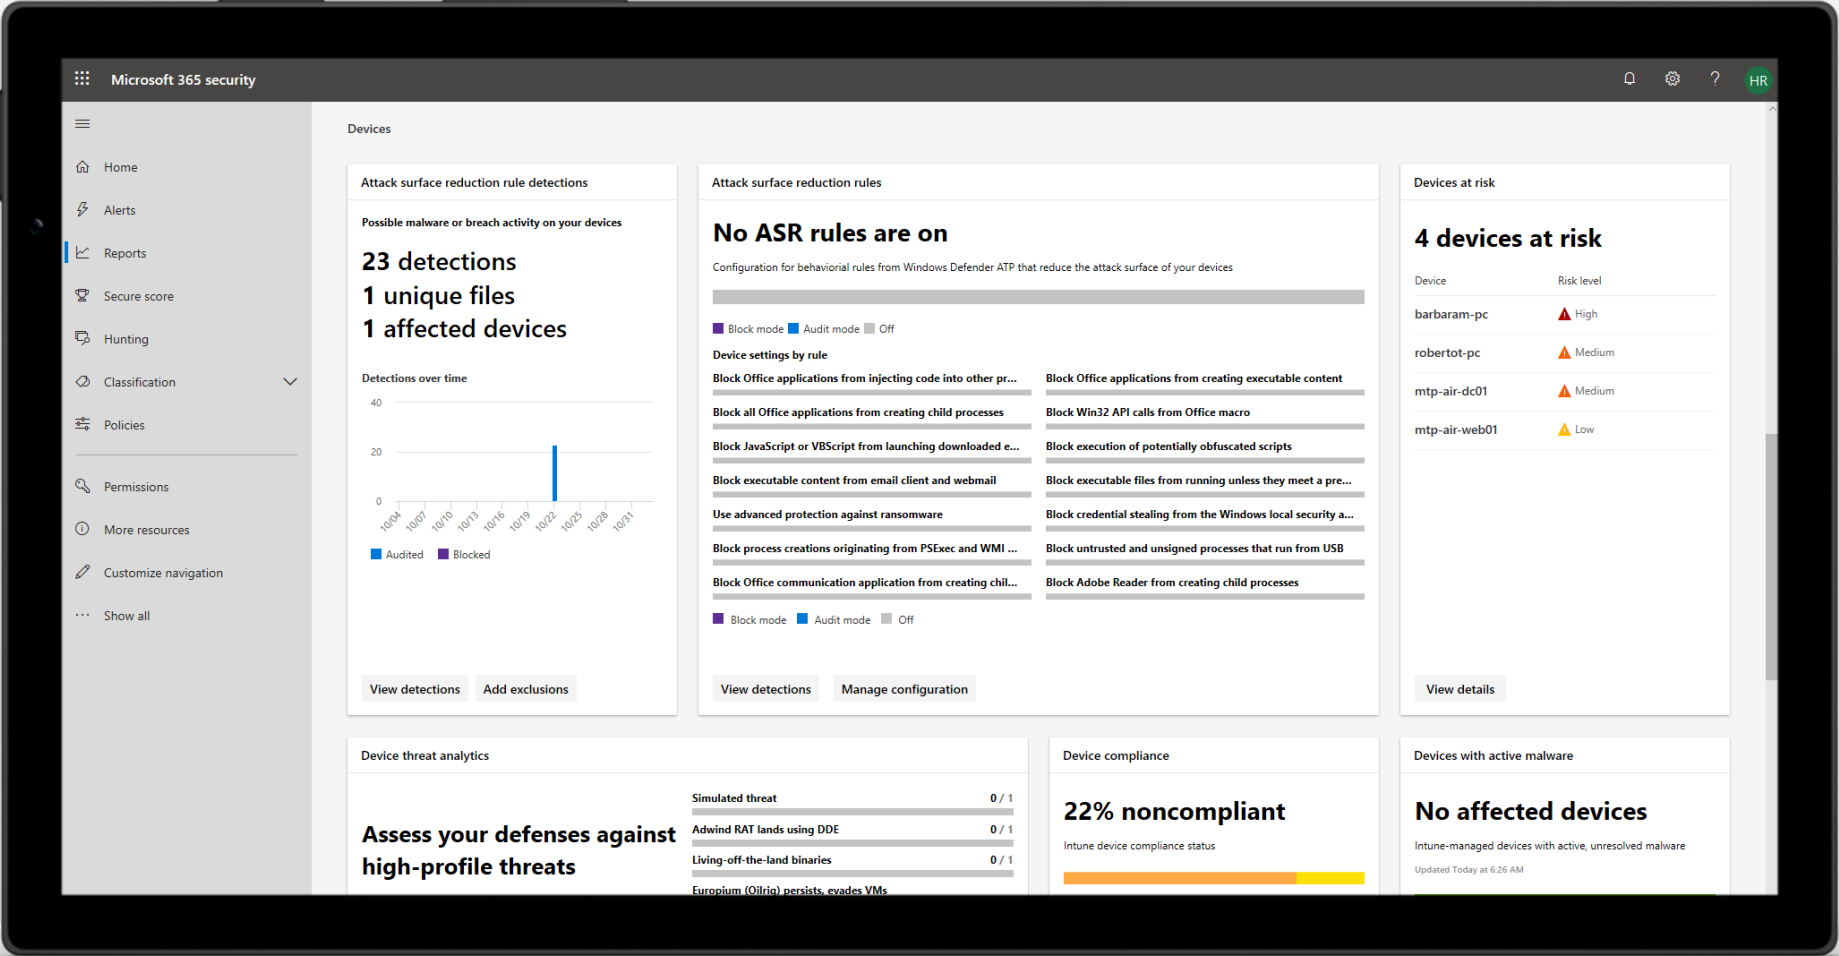 Microsoft 365 security
HR
Home
Alerts
Reports
Secure score
Hunting
Classification
Policies
Permissions
More resources
Customize navigation
Show all
Devices
Attack surface reduction rule detections
Possible malware or breach activity on your devices
23 detections
1 unique files
1 affected devices
Detections over time
40
20
0
10/04 10/07 10/10 10/13 10/16 10/19 10/22 10/25 10/28 10/31
Audited Blocked
View detections Add exclusions
Attack surface reduction rules
No ASR rules are on
Configuration for behaviorial rules from Windows Defender ATP that reduce the attack surface of your devices
Block mode Audit mode Off
Device settings by rule
Block Office applications from injecting code into other pr... Block Office applications from creating executable content
Block all Office applications from creating child processes Block Win32 API calls from Office macro
Block JavaScript or VBScript from launching downloaded e... Block execution of potentially obfuscated scripts
Block executable content from email client and webmail Block executable files from running unless they meet a pre...
Use advanced protection against ransomware Block credential stealing from the Windows local security a...
Block process creations originating from PSExec and WMI ... Block untrusted and unsigned processes that run from USB
Block Office communication application from creating chil... Block Adobe Reader from creating child processes
Block mode Audit mode Off
View detections Manage configuration
Devices at risk
4 devices at risk
Device Risk level
barbaram-pc High
robertot-pc Medium
mtp-air-dc01 Medium
mtp-air-web01 Low
View details
Device threat analytics
Assess your defenses against
high-profile threats
Simulated threat 0 / 1
Adwind RAT lands using DDE 0 / 1
Living-off-the-land binaries 0 / 1
Europium (Oilrig) persists, evades VMs
Device compliance
22% noncompliant
Intune device compliance status
Devices with active malware
No affected devices
Intune-managed devices with active, unresolved malware
Updated Today at 6:26 AM